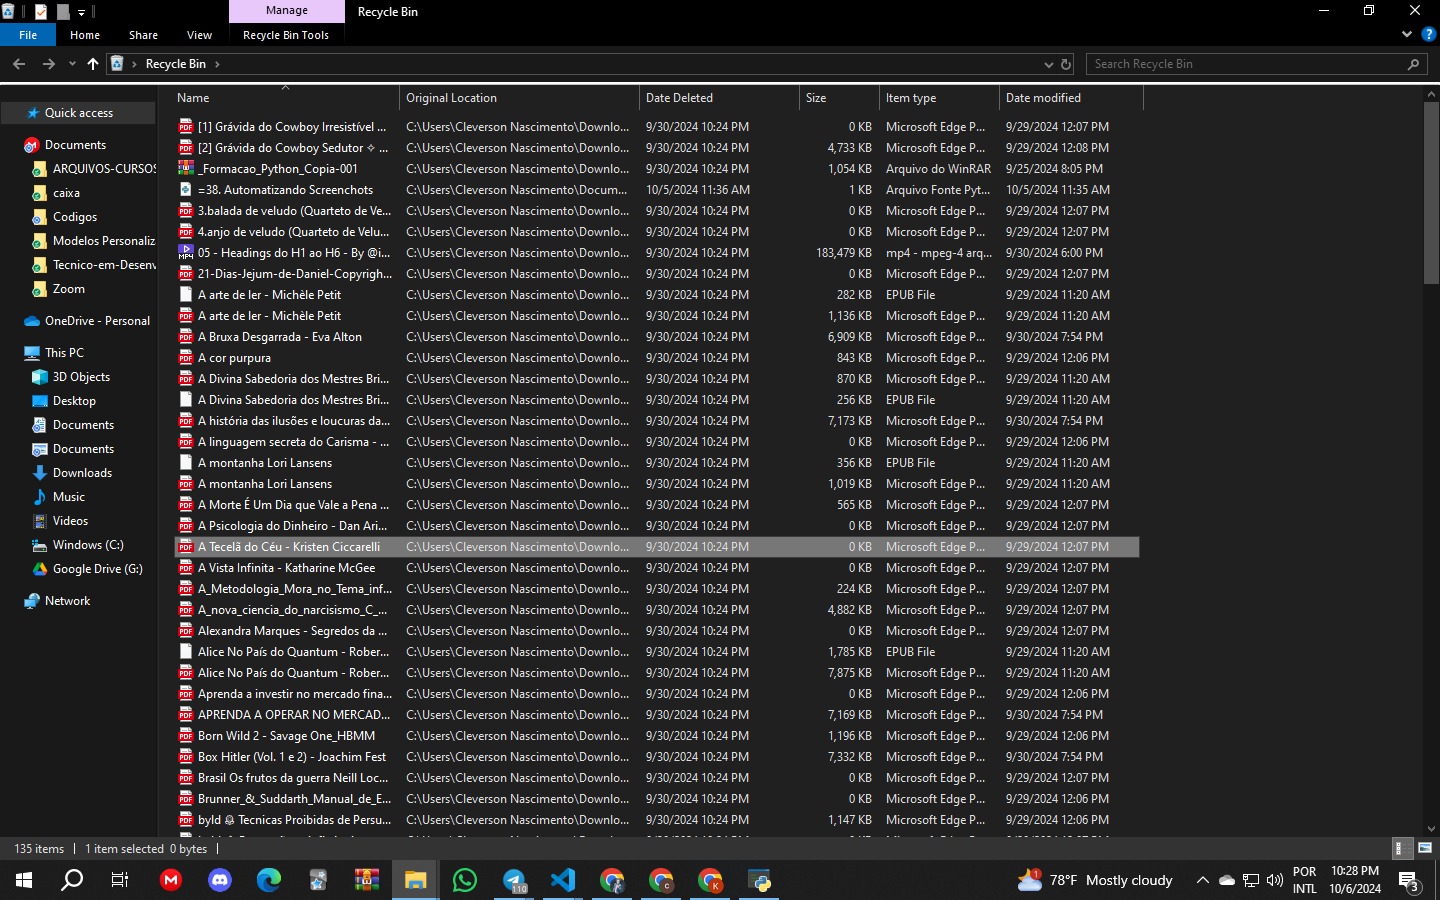 Manage
Recycle Bin
File
Home
Share
View
Recycle Bin Tools
Recycle Bin
Search Recycle Bin
Name
Original Location
Date Deleted
Size
Item type
Date modified
[1] Grávida do Cowboy Irresistível ... C:\Users\Cleverson Nascimento\Downlo... 9/30/2024 10:24 PM 0 KB Microsoft Edge P... 9/29/2024 12:07 PM
[2] Grávida do Cowboy Sedutor ✧ ... C:\Users\Cleverson Nascimento\Downlo... 9/30/2024 10:24 PM 4,733 KB Microsoft Edge P... 9/29/2024 12:08 PM
_Formacao_Python_Copia-001 C:\Users\Cleverson Nascimento\Downlo... 9/30/2024 10:24 PM 1,054 KB Arquivo do WinRAR 9/25/2024 8:05 PM
=38. Automatizando Screenchots C:\Users\Cleverson Nascimento\Docum... 10/5/2024 11:36 AM 1 KB Arquivo Fonte Pyt... 10/5/2024 11:35 AM
3.balada de veludo (Quarteto de Ve... C:\Users\Cleverson Nascimento\Downlo... 9/30/2024 10:24 PM 0 KB Microsoft Edge P... 9/29/2024 12:07 PM
4.anjo de veludo (Quarteto de Velu... C:\Users\Cleverson Nascimento\Downlo... 9/30/2024 10:24 PM 0 KB Microsoft Edge P... 9/29/2024 12:07 PM
05 - Headings do H1 ao H6 - By @i... C:\Users\Cleverson Nascimento\Downlo... 9/30/2024 10:24 PM 183,479 KB mp4 - mpeg-4 arq... 9/30/2024 6:00 PM
21-Dias-Jejum-de-Daniel-Copyrigh... C:\Users\Cleverson Nascimento\Downlo... 9/30/2024 10:24 PM 0 KB Microsoft Edge P... 9/29/2024 12:07 PM
A arte de ler - Michèle Petit C:\Users\Cleverson Nascimento\Downlo... 9/30/2024 10:24 PM 282 KB EPUB File 9/29/2024 11:20 AM
A arte de ler - Michèle Petit C:\Users\Cleverson Nascimento\Downlo... 9/30/2024 10:24 PM 1,136 KB Microsoft Edge P... 9/29/2024 11:20 AM
A Bruxa Desgarrada - Eva Alton C:\Users\Cleverson Nascimento\Downlo... 9/30/2024 10:24 PM 6,909 KB Microsoft Edge P... 9/30/2024 7:54 PM
A cor purpura C:\Users\Cleverson Nascimento\Downlo... 9/30/2024 10:24 PM 843 KB Microsoft Edge P... 9/29/2024 12:06 PM
A Divina Sabedoria dos Mestres Bri... C:\Users\Cleverson Nascimento\Downlo... 9/30/2024 10:24 PM 870 KB Microsoft Edge P... 9/29/2024 11:20 AM
A Divina Sabedoria dos Mestres Bri... C:\Users\Cleverson Nascimento\Downlo... 9/30/2024 10:24 PM 256 KB EPUB File 9/29/2024 11:20 AM
A história das ilusões e loucuras da... C:\Users\Cleverson Nascimento\Downlo... 9/30/2024 10:24 PM 7,173 KB Microsoft Edge P... 9/30/2024 7:54 PM
A linguagem secreta do Carisma - ... C:\Users\Cleverson Nascimento\Downlo... 9/30/2024 10:24 PM 0 KB Microsoft Edge P... 9/29/2024 12:06 PM
A montanha Lori Lansens C:\Users\Cleverson Nascimento\Downlo... 9/30/2024 10:24 PM 356 KB EPUB File 9/29/2024 11:20 AM
A montanha Lori Lansens C:\Users\Cleverson Nascimento\Downlo... 9/30/2024 10:24 PM 1,019 KB Microsoft Edge P... 9/29/2024 11:20 AM
A Morte É Um Dia que Vale a Pena ... C:\Users\Cleverson Nascimento\Downlo... 9/30/2024 10:24 PM 565 KB Microsoft Edge P... 9/29/2024 12:07 PM
A Psicologia do Dinheiro - Dan Ari... C:\Users\Cleverson Nascimento\Downlo... 9/30/2024 10:24 PM 0 KB Microsoft Edge P... 9/29/2024 12:07 PM
A Tecelã do Céu - Kristen Ciccarelli C:\Users\Cleverson Nascimento\Downlo... 9/30/2024 10:24 PM 0 KB Microsoft Edge P... 9/29/2024 12:07 PM
A Vista Infinita - Katharine McGee C:\Users\Cleverson Nascimento\Downlo... 9/30/2024 10:24 PM 0 KB Microsoft Edge P... 9/29/2024 12:07 PM
A_Metodologia_Mora_no_Tema_inf... C:\Users\Cleverson Nascimento\Downlo... 9/30/2024 10:24 PM 224 KB Microsoft Edge P... 9/29/2024 12:07 PM
A_nova_ciencia_do_narcisismo_C_... C:\Users\Cleverson Nascimento\Downlo... 9/30/2024 10:24 PM 4,882 KB Microsoft Edge P... 9/29/2024 12:07 PM
Alexandra Marques - Segredos da ... C:\Users\Cleverson Nascimento\Downlo... 9/30/2024 10:24 PM 0 KB Microsoft Edge P... 9/29/2024 12:07 PM
Alice No País do Quantum - Rober... C:\Users\Cleverson Nascimento\Downlo... 9/30/2024 10:24 PM 1,785 KB EPUB File 9/29/2024 11:20 AM
Alice No País do Quantum - Rober... C:\Users\Cleverson Nascimento\Downlo... 9/30/2024 10:24 PM 7,875 KB Microsoft Edge P... 9/29/2024 11:20 AM
Aprenda a investir no mercado fina... C:\Users\Cleverson Nascimento\Downlo... 9/30/2024 10:24 PM 0 KB Microsoft Edge P... 9/29/2024 12:06 PM
APRENDA A OPERAR NO MERCAD... C:\Users\Cleverson Nascimento\Downlo... 9/30/2024 10:24 PM 7,169 KB Microsoft Edge P... 9/30/2024 7:54 PM
Born Wild 2 - Savage One_HBMM C:\Users\Cleverson Nascimento\Downlo... 9/30/2024 10:24 PM 1,196 KB Microsoft Edge P... 9/29/2024 12:06 PM
Box Hitler (Vol. 1 e 2) - Joachim Fest C:\Users\Cleverson Nascimento\Downlo... 9/30/2024 10:24 PM 7,332 KB Microsoft Edge P... 9/30/2024 7:54 PM
Brasil Os frutos da guerra Neill Loc... C:\Users\Cleverson Nascimento\Downlo... 9/30/2024 10:24 PM 0 KB Microsoft Edge P... 9/29/2024 12:07 PM
Brunner_&_Suddarth_Manual_de_E... C:\Users\Cleverson Nascimento\Downlo... 9/30/2024 10:24 PM 0 KB Microsoft Edge P... 9/29/2024 12:06 PM
byld Tecnicas Proibidas de Persu... C:\Users\Cleverson Nascimento\Downlo... 9/30/2024 10:24 PM 1,147 KB Microsoft Edge P... 9/29/2024 12:06 PM
Quick access
Documents
ARQUIVOS-CURSOS
caixa
Codigos
Modelos Personaliz
Tecnico-em-Desenv
Zoom
OneDrive - Personal
This PC
3D Objects
Desktop
Documents
Documents
Downloads
Music
Videos
Windows (C:)
Google Drive (G:)
Network
135 items
1 item selected 0 bytes
110
78°F Mostly cloudy
POR
INTL
10:28 PM
10/6/2024
3